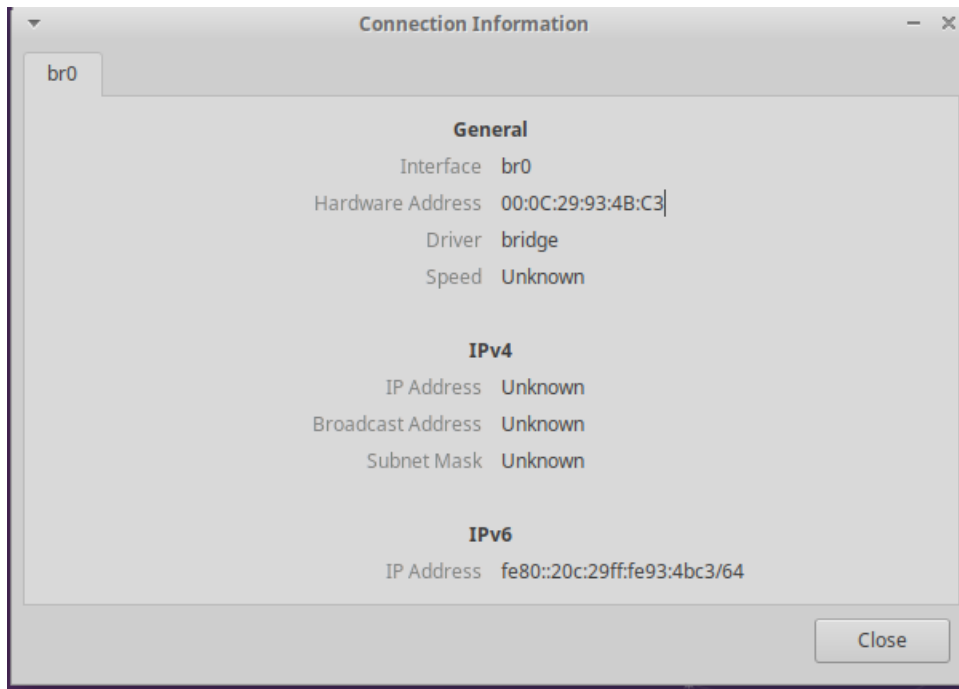 Connection Information
br0
General
Interface br0
Hardware Address 00:0C:29:93:4B:C3
Driver bridge
Speed Unknown
IPv4
IP Address Unknown
Broadcast Address Unknown
Subnet Mask Unknown
IPv6
IP Address fe80::20c:29ff:fe93:4bc3/64
Close